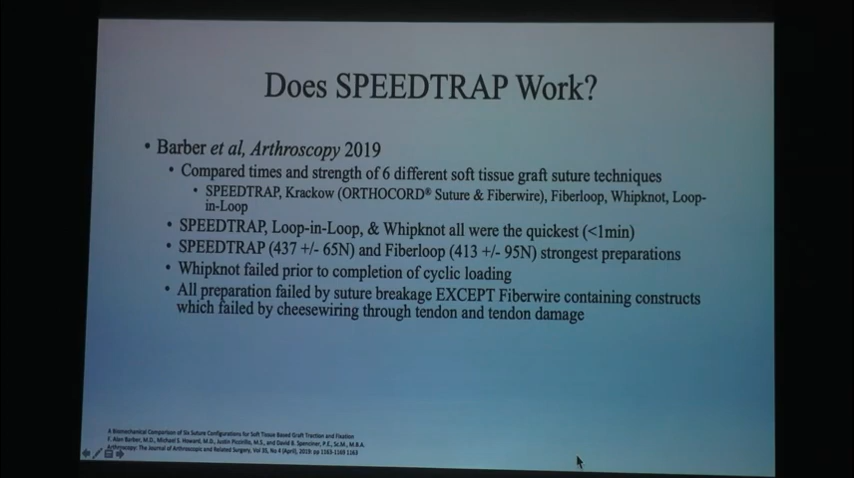 Does SPEEDTRAP Work?
• Barber et al, Arthroscopy 2019
• Compared times and strength of 6 different soft tissue graft suture techniques
• SPEEDTRAP, Krackow (ORTHOCORD® Suture & Fiberwire), Fiberloop, Whipknot, Loop-
in-Loop
• SPEEDTRAP, Loop-in-Loop, & Whipknot all were the quickest (<1min)
• SPEEDTRAP (437 +/- 65N) and Fiberloop (413 +/- 95N) strongest preparations
• Whipknot failed prior to completion of cyclic loading
• All preparation failed by suture breakage EXCEPT Fiberwire containing constructs
which failed by cheesewiring through tendon and tendon damage
A Biomechanical Comparison of Six Suture Configurations for Soft Tissue Based Graft Traction and Fixation
F. Alan Barber, M.D., Michael S. Howard, M.D., Justin Piccirillo, M.S., and David B. Spenciner, P.E., Sc.M., M.B.A.
Arthroscopy: The Journal of Arthroscopic and Related Surgery, Vol 35, No 4 (April), 2019: pp 1163-1169 1163